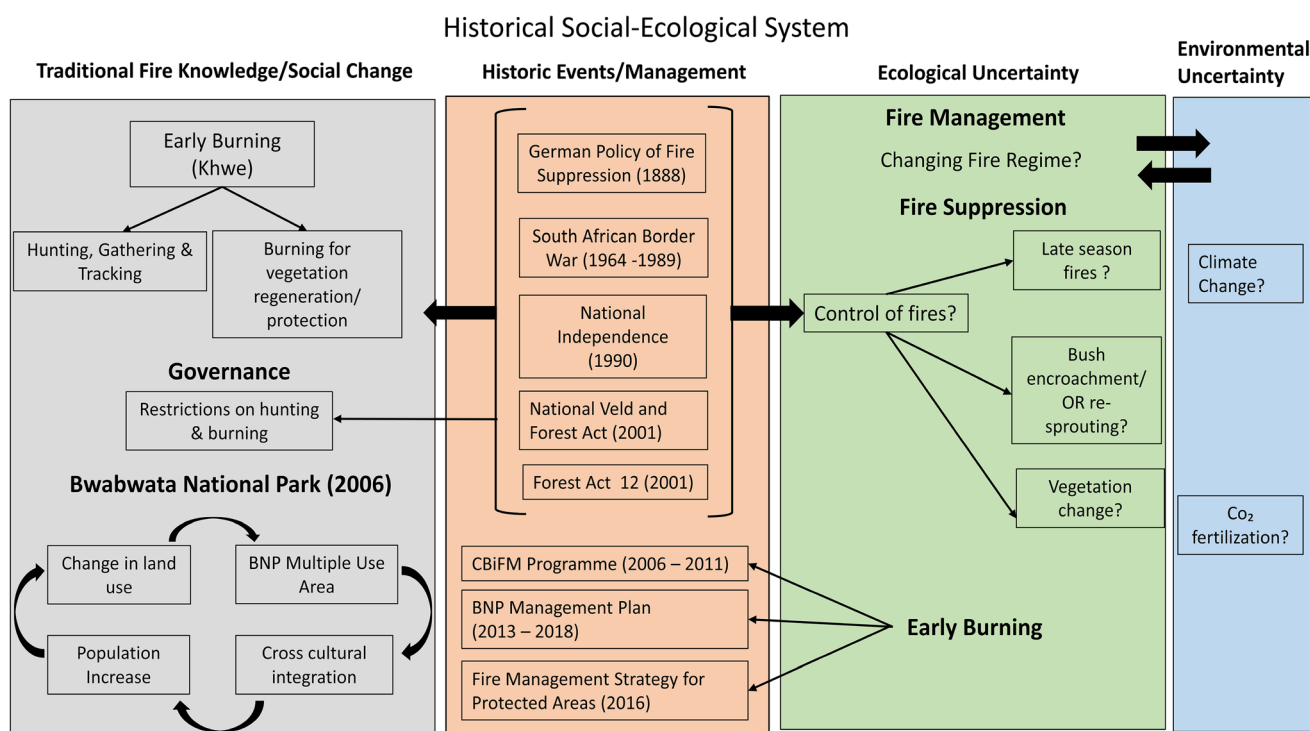 Historical Social-Ecological System
Traditional Fire Knowledge/Social Change
Early Burning
(Khwe)
Hunting, Gathering &
Tracking
Burning for
vegetation
regeneration/
protection
Governance
Restrictions on hunting
& burning
Bwabwata National Park (2006)
Change in land
use
BNP Multiple Use
Area
Population
Increase
Cross cultural
integration
Historic Events/Management
German Policy of Fire
Suppression (1888)
South African Border
War (1964 -1989)
National
Independence
(1990)
National Veld and
Forest Act (2001)
Forest Act 12 (2001)
CBiFM Programme (2006 – 2011)
BNP Management Plan
(2013 – 2018)
Fire Management Strategy for
Protected Areas (2016)
Ecological Uncertainty
Fire Management
Changing Fire Regime?
Fire Suppression
Control of fires?
Late season
fires ?
Bush
encroachment/
OR re-
sprouting?
Vegetation
change?
Early Burning
Environmental
Uncertainty
Climate
Change?
Co₂
fertilization?